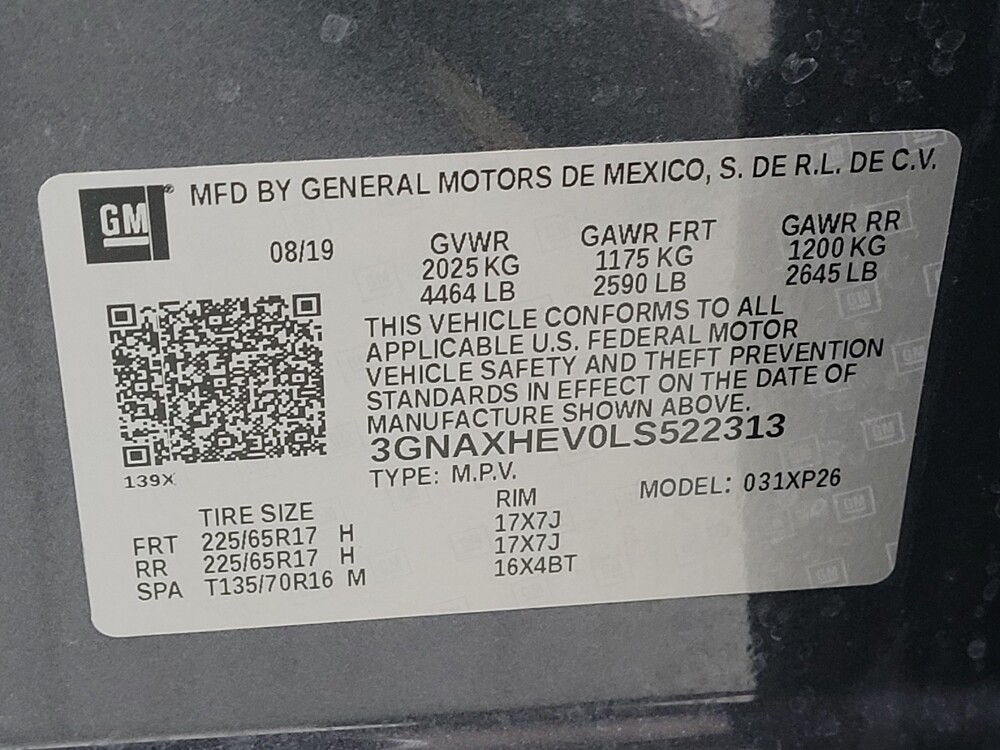 GM® MFD BY GENERAL MOTORS DE MEXICO, S. DE R.L. DE C.V.
08/19
GVWR
2025 KG
4464 LB
GAWR FRT
1175 KG
2590 LB
GAWR RR
1200 KG
2645 LB
THIS VEHICLE CONFORMS TO ALL
APPLICABLE U.S. FEDERAL MOTOR
VEHICLE SAFETY AND THEFT PREVENTION
STANDARDS IN EFFECT ON THE DATE OF
MANUFACTURE SHOWN ABOVE.
3GNAXHEV0LS522313
139X
TYPE: M.P.V.
MODEL: 031XP26
TIRE SIZE RIM
FRT 225/65R17 H 17X7J
RR 225/65R17 H 17X7J
SPA T135/70R16 M 16X4BT